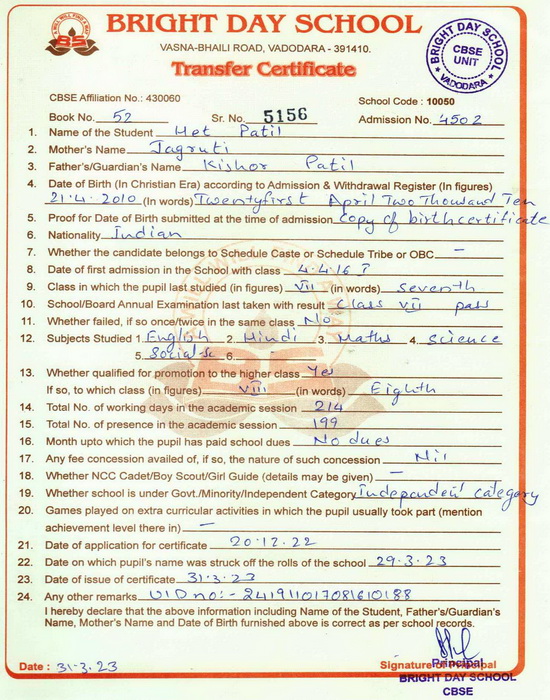 BRIGHT DAY SCHOOL
VASNA-BHAILI ROAD, VADODARA - 391410.
Transfer Certificate
BRIGHT DAY SCHOOL
CBSE
UNIT
VADODARA
CBSE Affiliation No.: 430060
School Code : 10050
Book No. 52 Sr. No. 5156 Admission No. 4502
1. Name of the Student Het Patil
2. Mother's Name Jagruti
3. Father's/Guardian's Name Kishor Patil
4. Date of Birth (In Christian Era) according to Admission & Withdrawal Register (In figures)
21.4.2010 (In words) Twentyfirst April Two Thousand Ten
5. Proof for Date of Birth submitted at the time of admission copy of birthcertificate
6. Nationality Indian
7. Whether the candidate belongs to Schedule Caste or Schedule Tribe or OBC —
8. Date of first admission in the School with class 4.4.16 I
9. Class in which the pupil last studied (in figures) VII (in words) seventh
10. School/Board Annual Examination last taken with result Class VII pass
11. Whether failed, if so once/twice in the same class No
12. Subjects Studied 1. English 2. Hindi 3. Maths 4. Science
5. Social-sc 6. —
13. Whether qualified for promotion to the higher class Yes
If so, to which class (in figures) VIII (in words) Eighth
14. Total No. of working days in the academic session 214
15. Total No. of presence in the academic session 199
16. Month upto which the pupil has paid school dues No dues
17. Any fee concession availed of, if so, the nature of such concession Nil
18. Whether NCC Cadet/Boy Scout/Girl Guide (details may be given) —
19. Whether school is under Govt./Minority/Independent Category Independent category
20. Games played on extra curricular activities in which the pupil usually took part (mention
achievement level there in) —
21. Date of application for certificate 20.12.22
22. Date on which pupil's name was struck off the rolls of the school 29.3.23
23. Date of issue of certificate 31.3.23
24. Any other remarks UID no:- 241911017081610188
I hereby declare that the above information including Name of the Student, Father's/Guardian's
Name, Mother's Name and Date of Birth furnished above is correct as per school records.
Date : 31-3.23
Signature of Principal
Principal
BRIGHT DAY SCHOOL
CBSE